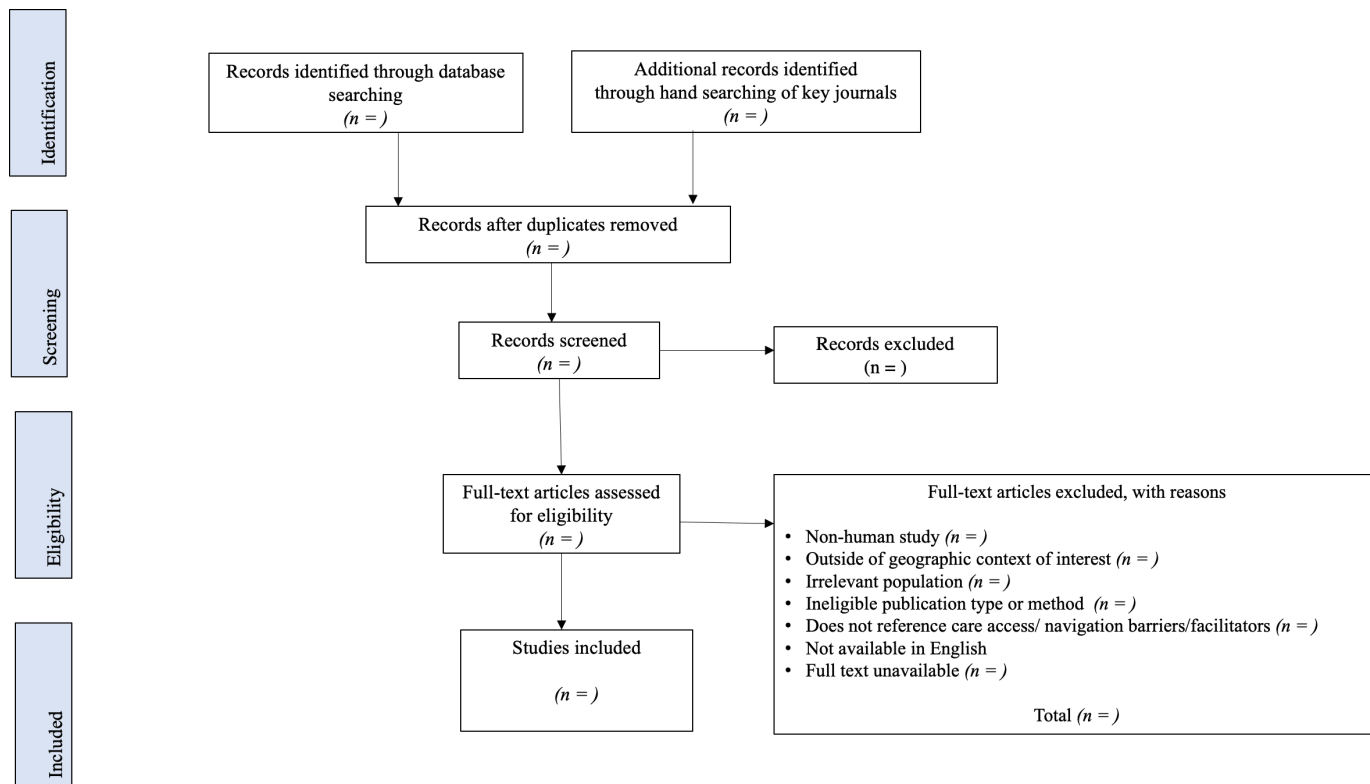 Identification
Records identified through database
searching
(n = )
Additional records identified
through hand searching of key journals
(n = )
Screening
Records after duplicates removed
(n = )
Records screened
(n = )
Records excluded
(n = )
Eligibility
Full-text articles assessed
for eligibility
(n = )
Full-text articles excluded, with reasons
• Non-human study (n = )
• Outside of geographic context of interest (n = )
• Irrelevant population (n = )
• Ineligible publication type or method (n = )
• Does not reference care access/ navigation barriers/facilitators (n = )
• Not available in English
• Full text unavailable (n = )
Total (n = )
Included
Studies included
(n = )